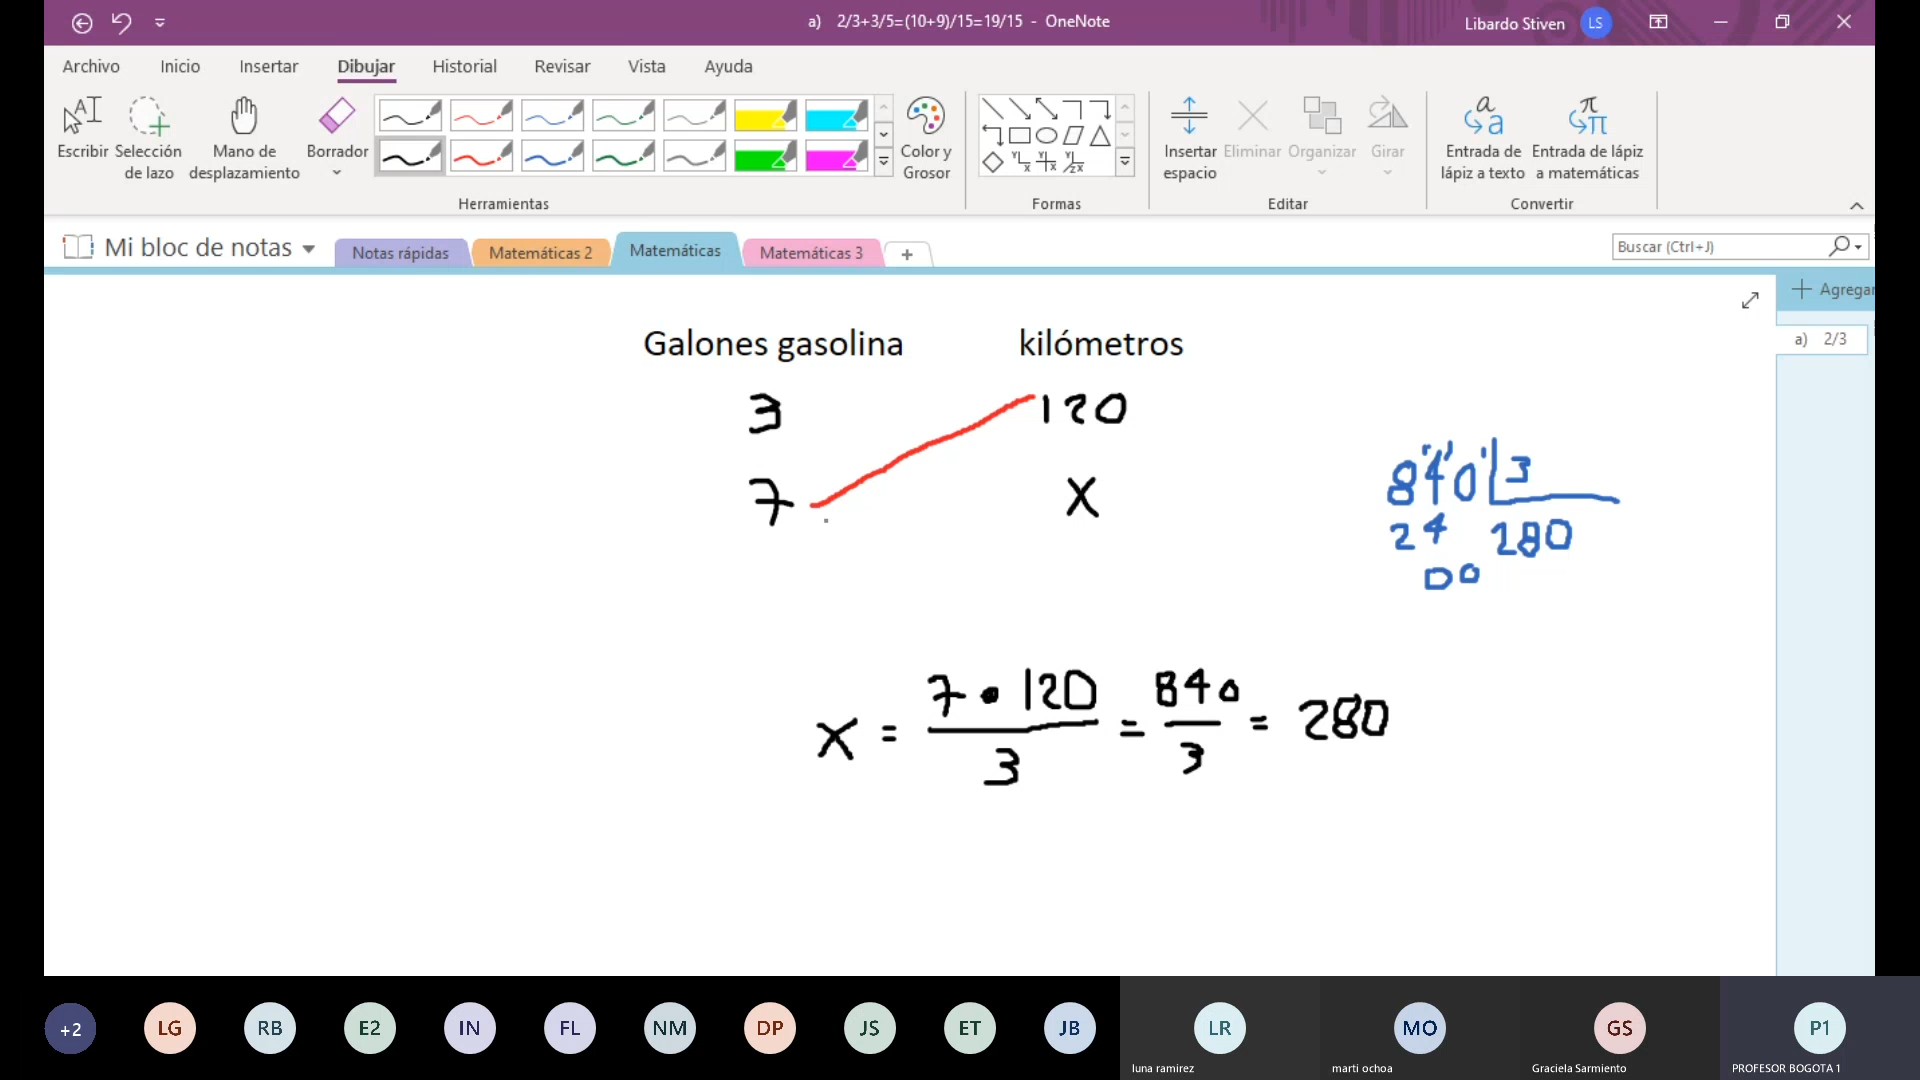 a) 2/3+3/5=(10+9)/15=19/15 - OneNote
Libardo Stiven LS
Archivo Inicio Insertar Dibujar Historial Revisar Vista Ayuda
Escribir
Selección de lazo
Mano de desplazamiento
Borrador
Color y Grosor
Insertar espacio
Eliminar
Organizar
Girar
Entrada de lápiz a texto
Entrada de lápiz a matemáticas
Herramientas Formas Editar Convertir
Mi bloc de notas Notas rápidas Matemáticas 2 Matemáticas Matemáticas 3 +
Buscar (Ctrl+J)
Agregar
a) 2/3
Galones gasolina kilómetros
3 120
7 X
840 3
24 280
00
x = 7 • 120 / 3 = 840 / 3 = 280
+2 LG RB E2 IN FL NM DP JS ET JB LR MO GS P1
luna ramirez marti ochoa Graciela Sarmiento PROFESOR BOGOTA 1